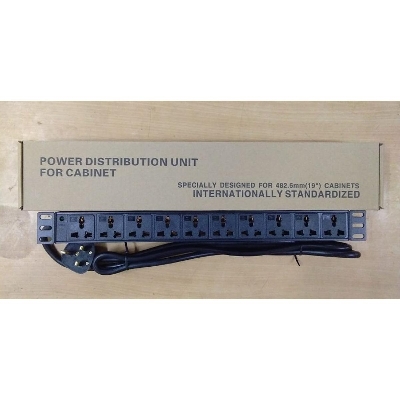 POWER DISTRIBUTION UNIT
FOR CABINET
SPECIALLY DESIGNED FOR 482.6mm(19") CABINETS
INTERNATIONALLY STANDARDIZED